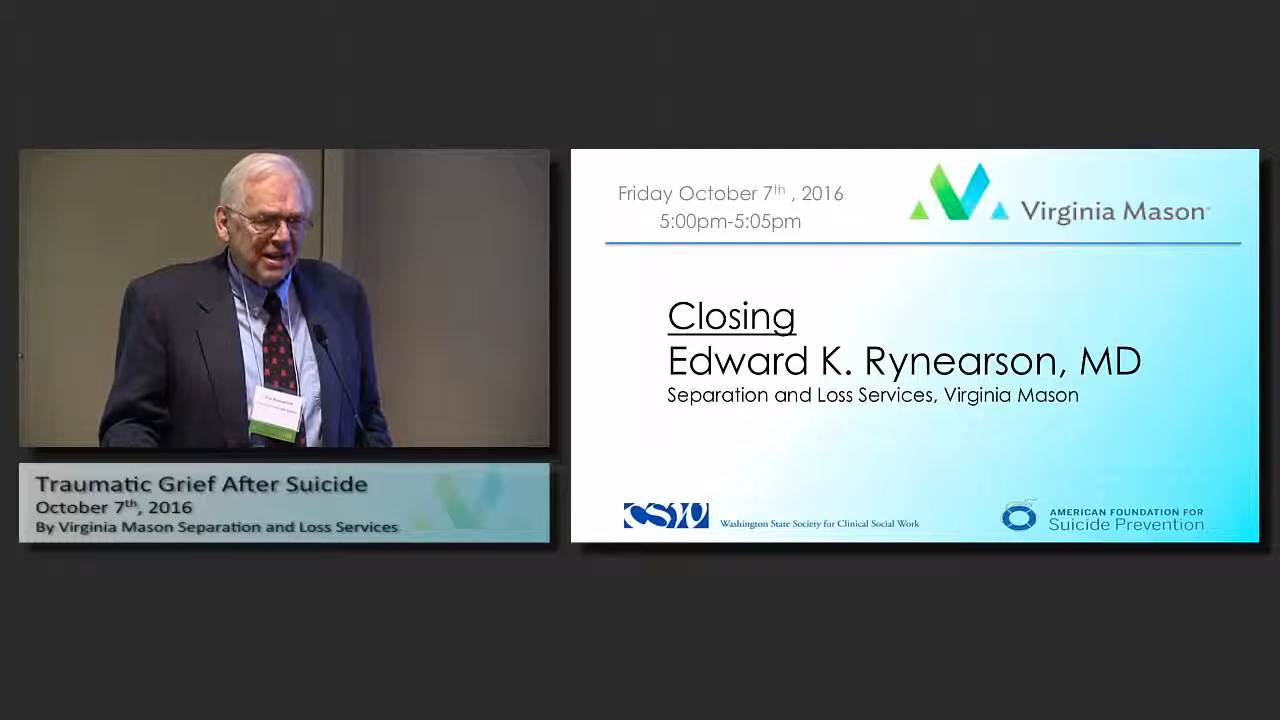 Friday October 7th , 2016
5:00pm-5:05pm
Virginia Mason™
Closing
Edward K. Rynearson, MD
Separation and Loss Services, Virginia Mason
Washington State Society for Clinical Social Work
AMERICAN FOUNDATION FOR
Suicide Prevention
Traumatic Grief After Suicide
October 7th, 2016
By Virginia Mason Separation and Loss Services